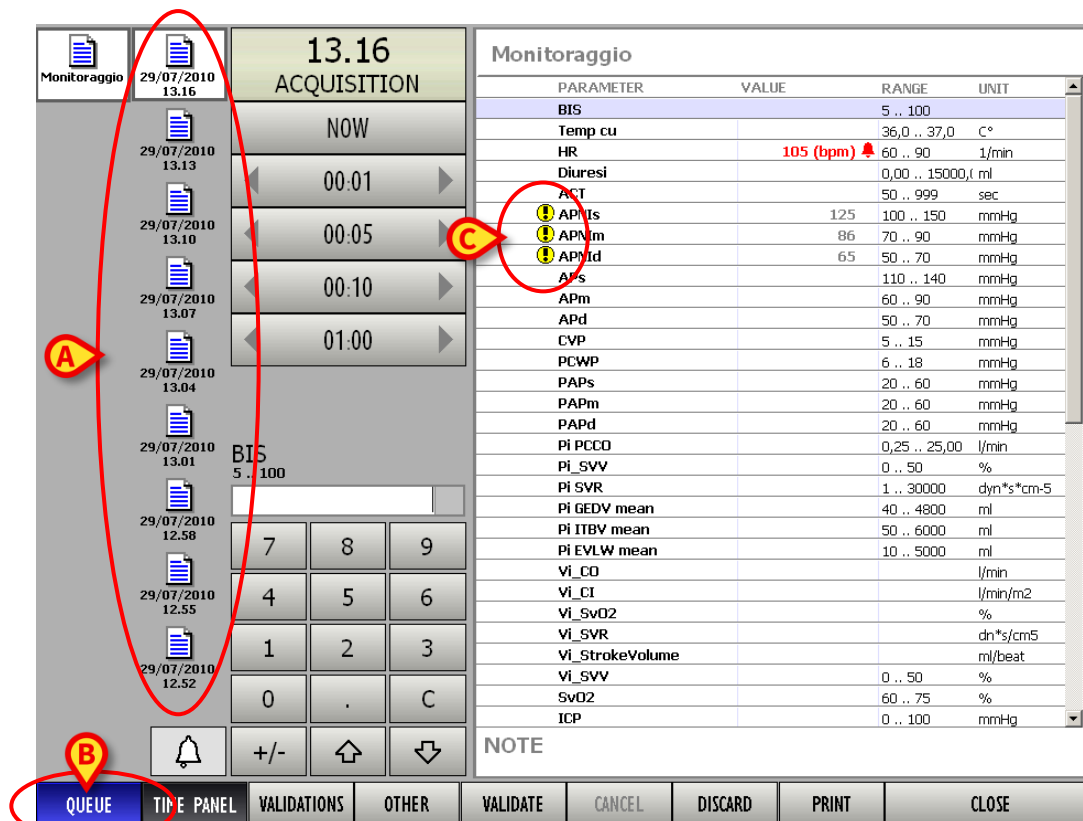 Monitoraggio
29/07/2010
13.16
29/07/2010
13.13
29/07/2010
13.10
29/07/2010
13.07
29/07/2010
13.04
29/07/2010
13.01
29/07/2010
12.58
29/07/2010
12.55
29/07/2010
12.52
A
13.16
ACQUISITION
NOW
00:01
00:05
00:10
01:00
BIS
5 .. 100
7 8 9
4 5 6
1 2 3
0 . C
+/-
Monitoraggio
PARAMETER VALUE RANGE UNIT
BIS 5 .. 100
Temp cu 36,0 .. 37,0 C°
HR 105 (bpm) 60 .. 90 1/min
Diuresi 0,00 .. 15000,( ml
ACT 50 .. 999 sec
! APNIs 125 100 .. 150 mmHg
C ! APNIm 86 70 .. 90 mmHg
! APNId 65 50 .. 70 mmHg
APs 110 .. 140 mmHg
APm 60 .. 90 mmHg
APd 50 .. 70 mmHg
CVP 5 .. 15 mmHg
PCWP 6 .. 18 mmHg
PAPs 20 .. 60 mmHg
PAPm 20 .. 60 mmHg
PAPd 20 .. 60 mmHg
Pi PCCO 0,25 .. 25,00 l/min
Pi_SVV 0 .. 50 %
Pi SVR 1 .. 30000 dyn*s*cm-5
Pi GEDV mean 40 .. 4800 ml
Pi ITBV mean 50 .. 6000 ml
Pi EVLW mean 10 .. 5000 ml
Vi_CO l/min
Vi_CI l/min/m2
Vi_SvO2 %
Vi_SVR dn*s/cm5
Vi_StrokeVolume ml/beat
Vi_SVV 0 .. 50 %
SvO2 60 .. 75 %
ICP 0 .. 100 mmHg
NOTE
B
QUEUE TIME PANEL VALIDATIONS OTHER VALIDATE CANCEL DISCARD PRINT CLOSE